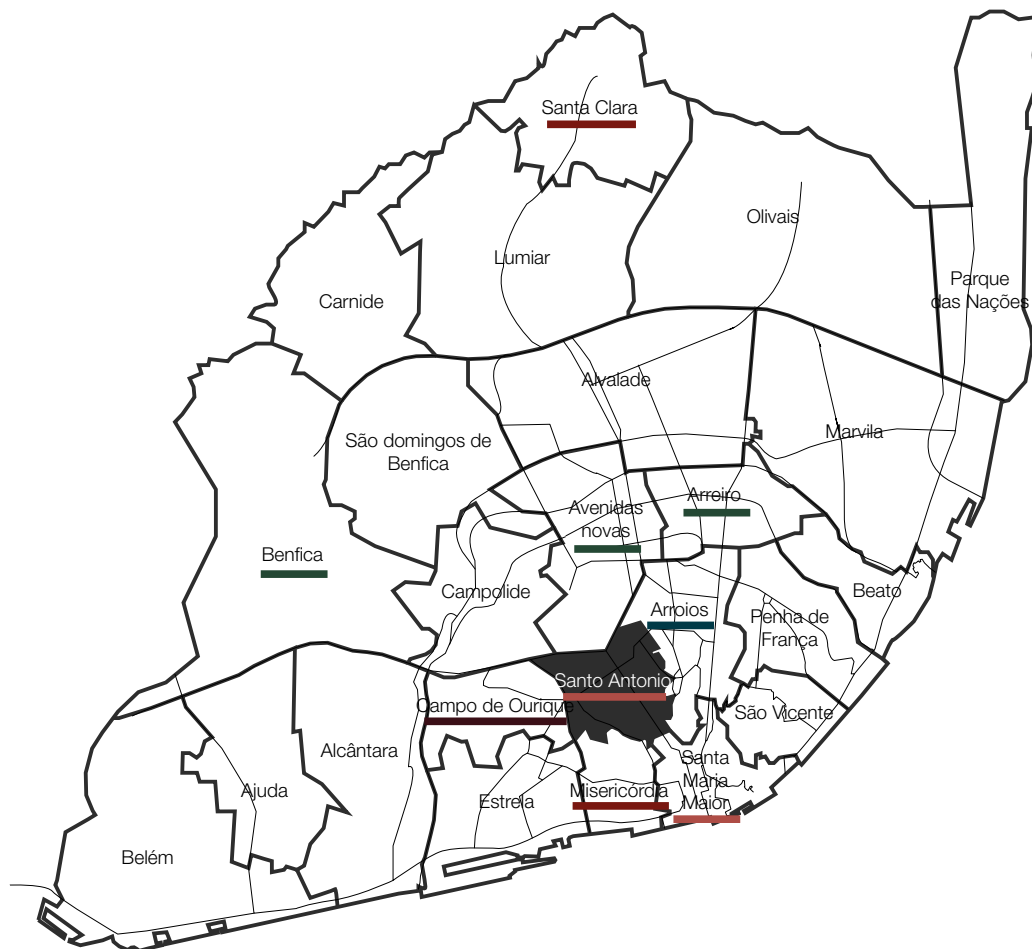 Santa Clara
Olivais
Lumiar
Parque
das Nações
Carnide
Alvalade
Marvila
São domingos de
Benfica
Arreiro
Avenidas
novas
Benfica
Campolide
Beato
Arroios
Penha de
França
Santo Antonio
Campo de Ourique
São Vicente
Alcântara
Santa
Maria
Maior
Ajuda
Misericórdia
Estrela
Belém